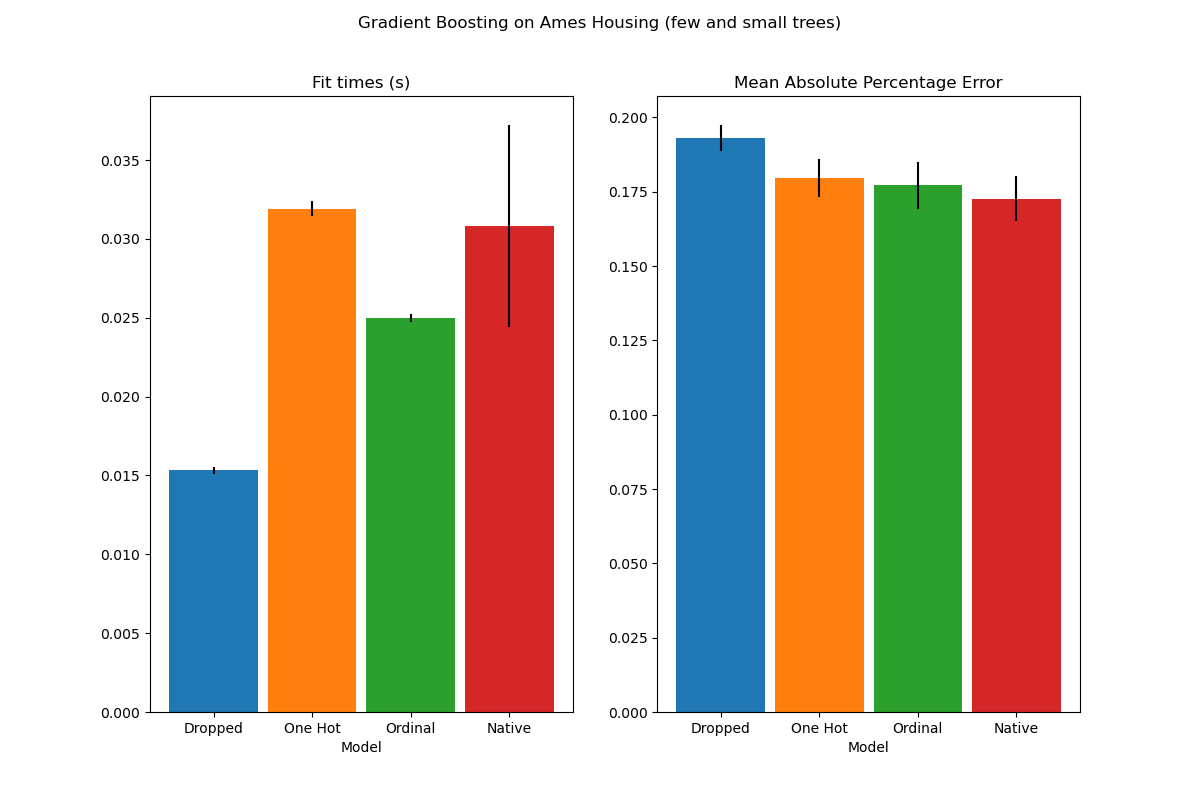 Gradient Boosting on Ames Housing (few and small trees)
Fit times (s)
0.035
0.030
0.025
0.020
0.015
0.010
0.005
0.000
Dropped One Hot Ordinal Native
Model
Mean Absolute Percentage Error
0.200
0.175
0.150
0.125
0.100
0.075
0.050
0.025
0.000
Dropped One Hot Ordinal Native
Model